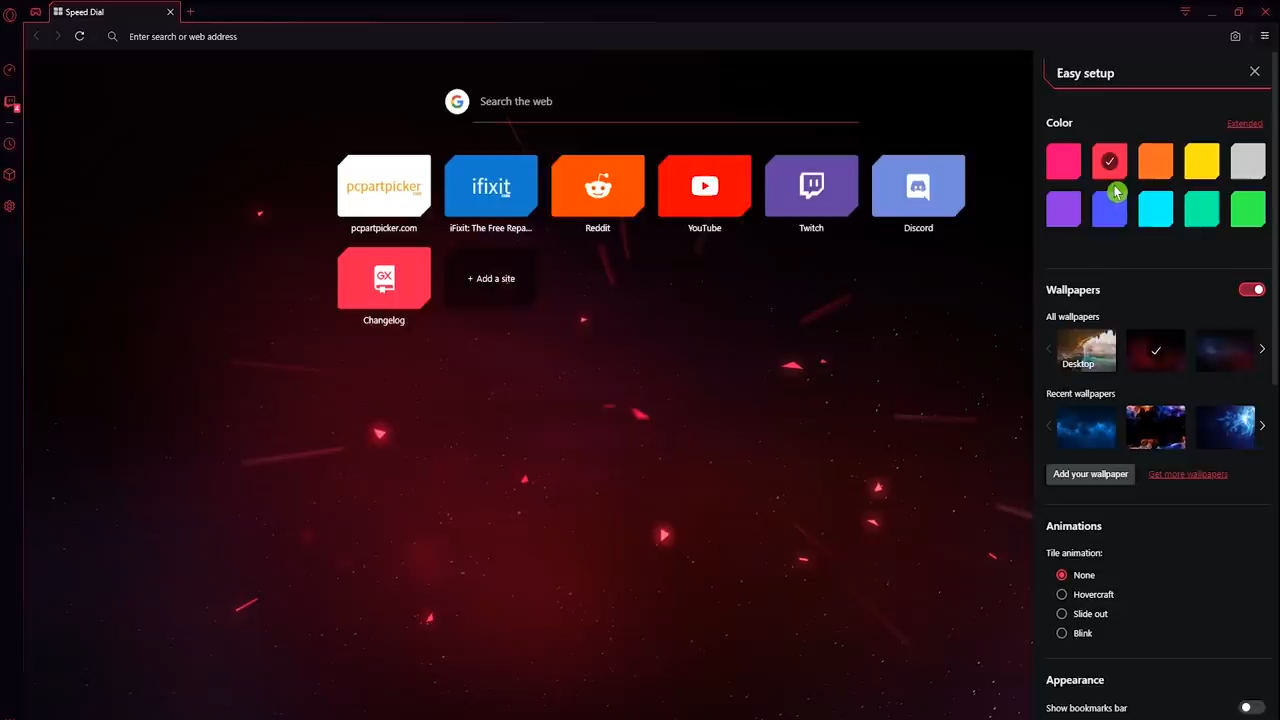 Speed Dial
Enter search or web address
Easy setup
Search the web
Color
Extended
pcpartpicker
ifixit
pcpartpicker.com
iFixit: The Free Repa...
Reddit
YouTube
Twitch
Discord
GX
+ Add a site
Changelog
Wallpapers
All wallpapers
Desktop
Recent wallpapers
Add your wallpaper
Get more wallpapers
Animations
Tile animation:
None
Hovercraft
Slide out
Blink
Appearance
Show bookmarks bar